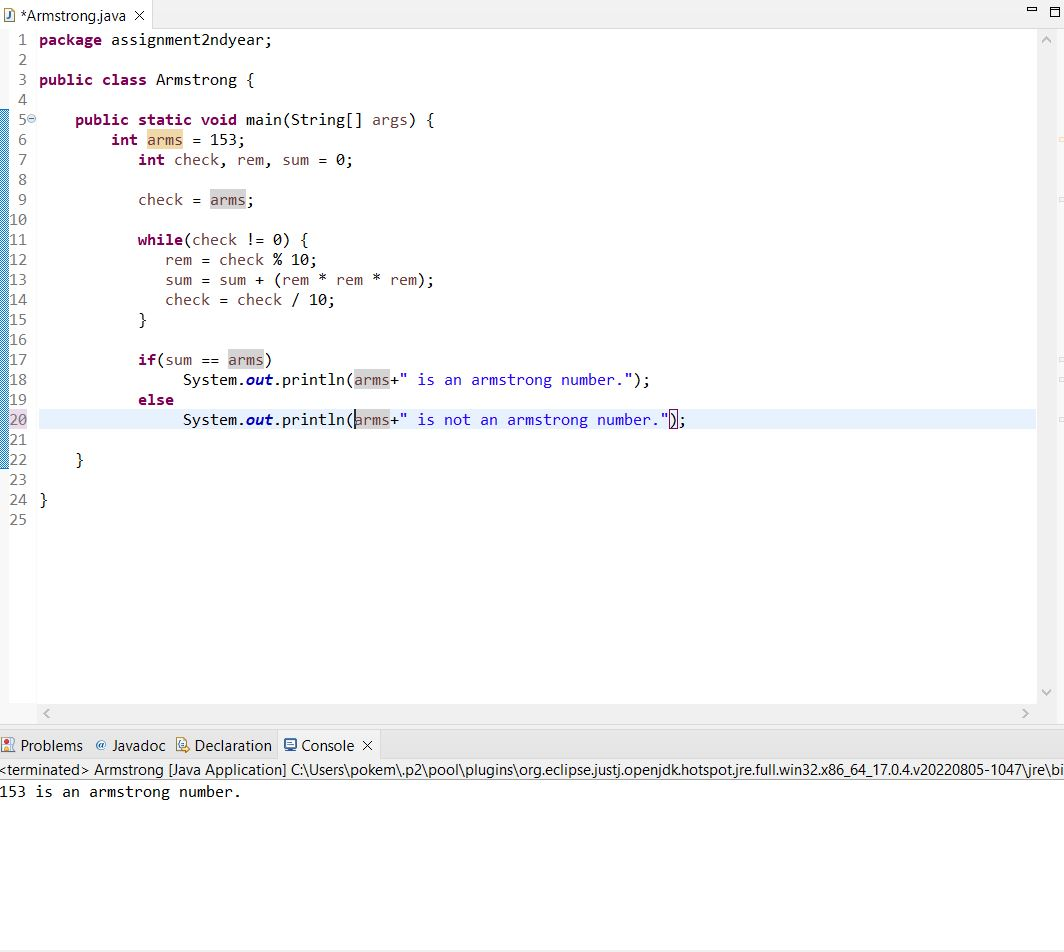 *Armstrong.java
1 package assignment2ndyear;
2
3 public class Armstrong {
4
5 public static void main(String[] args) {
6 int arms = 153;
7 int check, rem, sum = 0;
8
9 check = arms;
10
11 while(check != 0) {
12 rem = check % 10;
13 sum = sum + (rem * rem * rem);
14 check = check / 10;
15 }
16
17 if(sum == arms)
18 System.out.println(arms+" is an armstrong number.");
19 else
20 System.out.println(arms+" is not an armstrong number.");
21
22 }
23
24 }
25
Problems @ Javadoc Declaration Console
<terminated> Armstrong [Java Application] C:\Users\pokem\.p2\pool\plugins\org.eclipse.justj.openjdk.hotspot.jre.full.win32.x86_64_17.0.4.v20220805-1047\jre\bi
153 is an armstrong number.